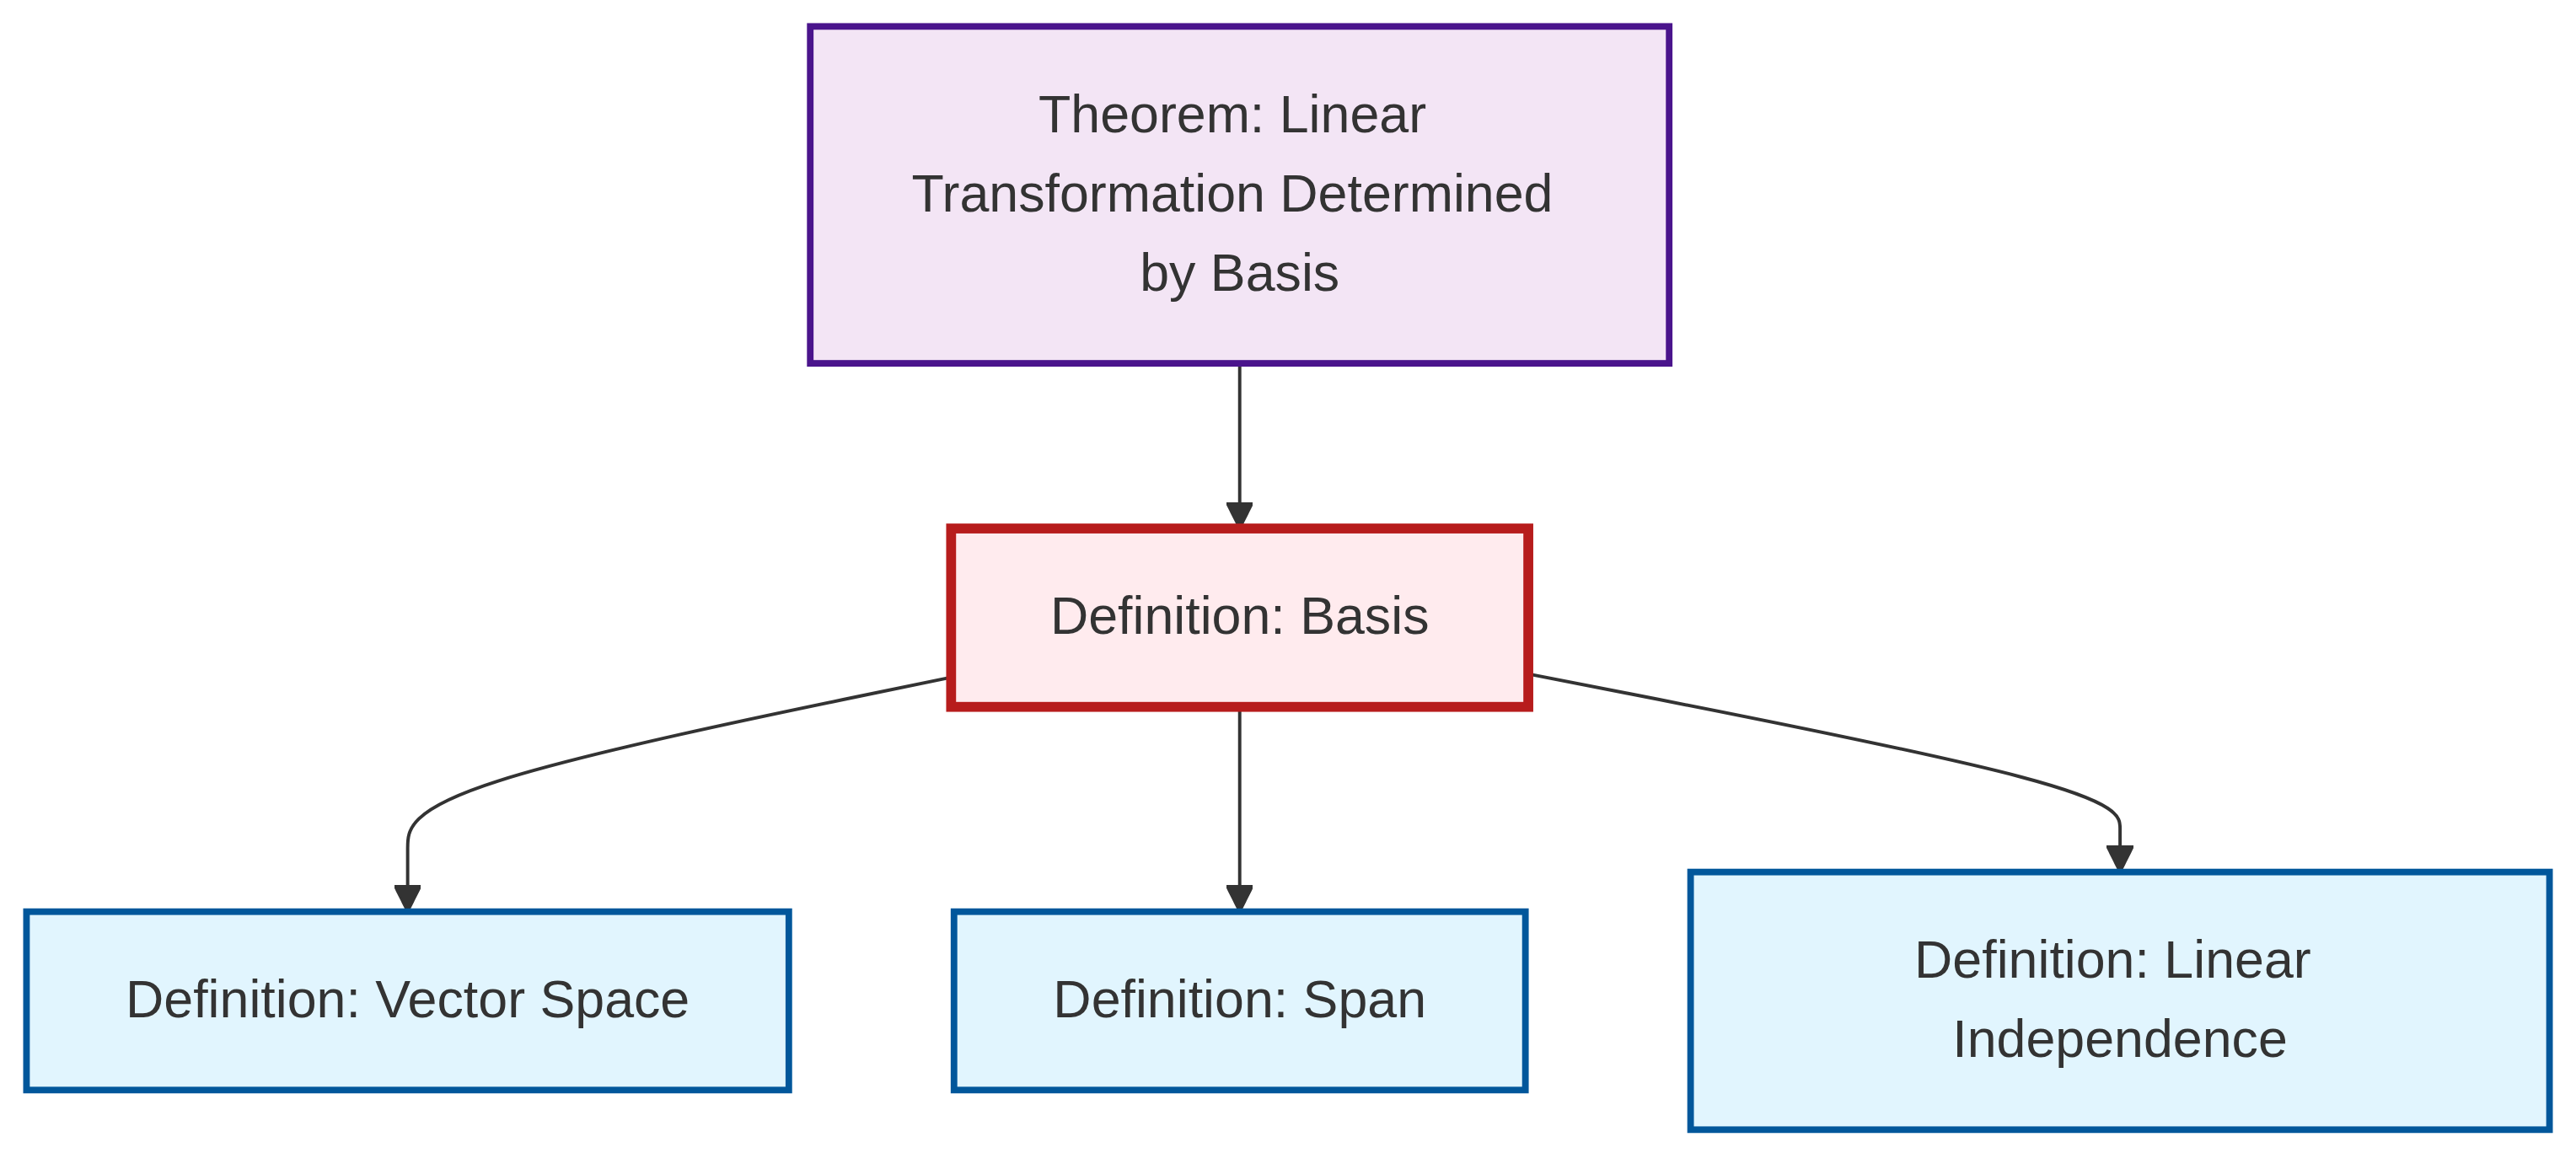 Theorem: Linear
Transformation Determined
by Basis
Definition: Basis
Definition: Vector Space
Definition: Span
Definition: Linear
Independence